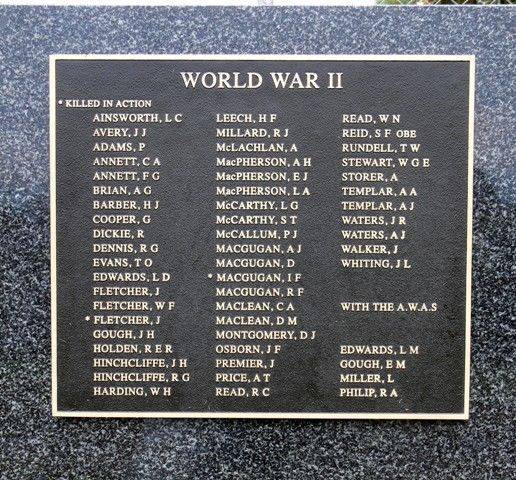 WORLD WAR II
* KILLED IN ACTION
AINSWORTH, L C
AVERY, J J
ADAMS, P
ANNETT, C A
ANNETT, F G
BRIAN, A G
BARBER, H J
COOPER, G
DICKIE, R
DENNIS, R G
EVANS, T O
EDWARDS, L D
FLETCHER, J
FLETCHER, W F
* FLETCHER, J
GOUGH, J H
HOLDEN, R E R
HINCHCLIFFE, J H
HINCHCLIFFE, R G
HARDING, W H
LEECH, H F
MILLARD, R J
McLACHLAN, A
MacPHERSON, A H
MacPHERSON, E J
MacPHERSON, L A
McCARTHY, L G
McCARTHY, S T
McCALLUM, P J
MACGUGAN, A J
MACGUGAN, D
* MACGUGAN, I F
MACGUGAN, R F
MACLEAN, C A
MACLEAN, D M
MONTGOMERY, D J
OSBORN, J F
PREMIER, J
PRICE, A T
READ, R C
READ, W N
REID, S F OBE
RUNDELL, T W
STEWART, W G E
STORER, A
TEMPLAR, A A
TEMPLAR, A J
WATERS, J R
WATERS, A J
WALKER, J
WHITING, J L
WITH THE A.W.A.S
EDWARDS, L M
GOUGH, E M
MILLER, L
PHILIP, R A